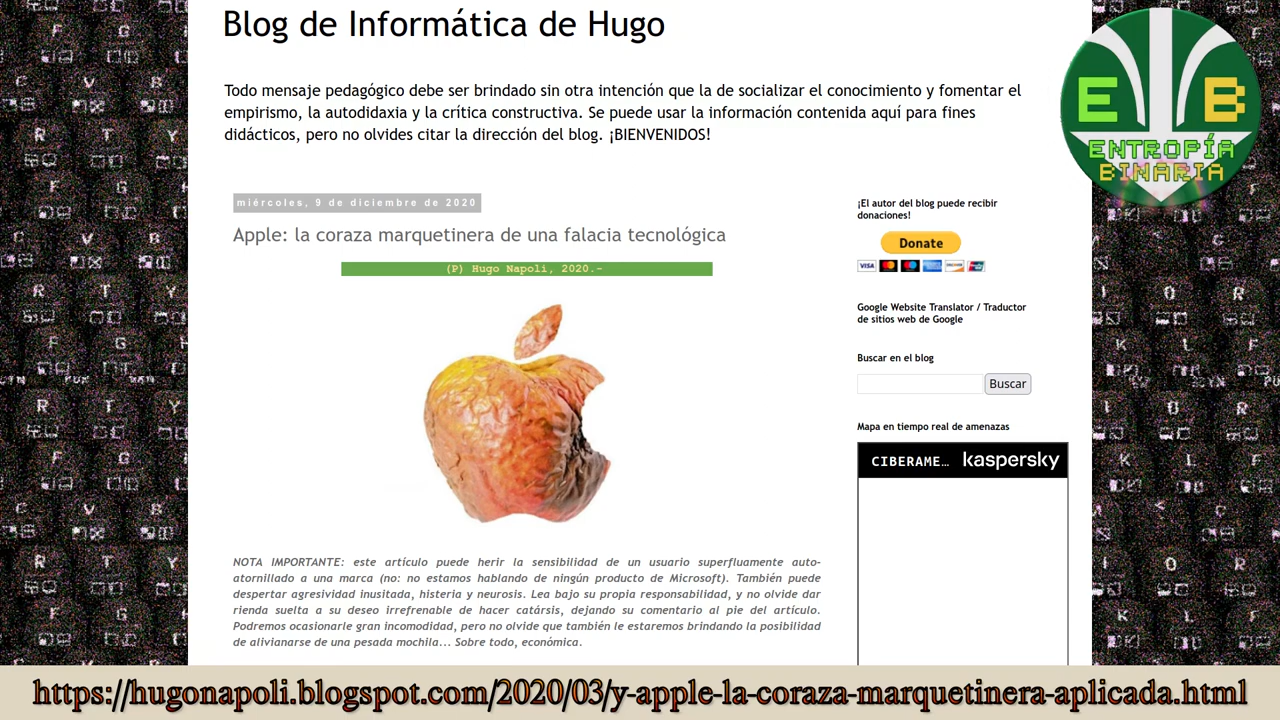 Blog de Informática de Hugo
Todo mensaje pedagógico debe ser brindado sin otra intención que la de socializar el conocimiento y fomentar el
empirismo, la autodidaxia y la crítica constructiva. Se puede usar la información contenida aquí para fines
didácticos, pero no olvides citar la dirección del blog. ¡BIENVENIDOS!
E B
ENTROPÍA
BINARIA
miércoles, 9 de diciembre de 2020
Apple: la coraza marquetinera de una falacia tecnológica
(P) Hugo Napoli, 2020.-
NOTA IMPORTANTE: este artículo puede herir la sensibilidad de un usuario superfluamente auto-
atornillado a una marca (no: no estamos hablando de ningún producto de Microsoft). También puede
despertar agresividad inusitada, histeria y neurosis. Lea bajo su propia responsabilidad, y no olvide dar
rienda suelta a su deseo irrefrenable de hacer catársis, dejando su comentario al pie del artículo.
Podremos ocasionarle gran incomodidad, pero no olvide que también le estaremos brindando la posibilidad
de alivianarse de una pesada mochila... Sobre todo, económica.
¡El autor del blog puede recibir
donaciones!
Donate
VISA
Google Website Translator / Traductor
de sitios web de Google
Buscar en el blog
Buscar
Mapa en tiempo real de amenazas
CIBERAME… kaspersky
https://hugonapoli.blogspot.com/2020/03/y-apple-la-coraza-marquetinera-aplicada.html